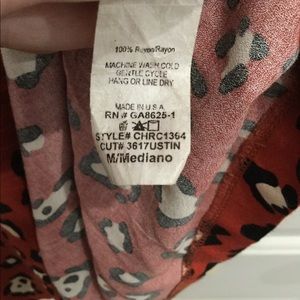 100% Rayon/Rayon
MACHINE WASH COLD
GENTLE CYCLE
HANG OR LINE DRY
MADE IN U.S.A.
RN# GA8625-1
STYLE# CHRC1364
CUT# 3617USTIN
M/Mediano